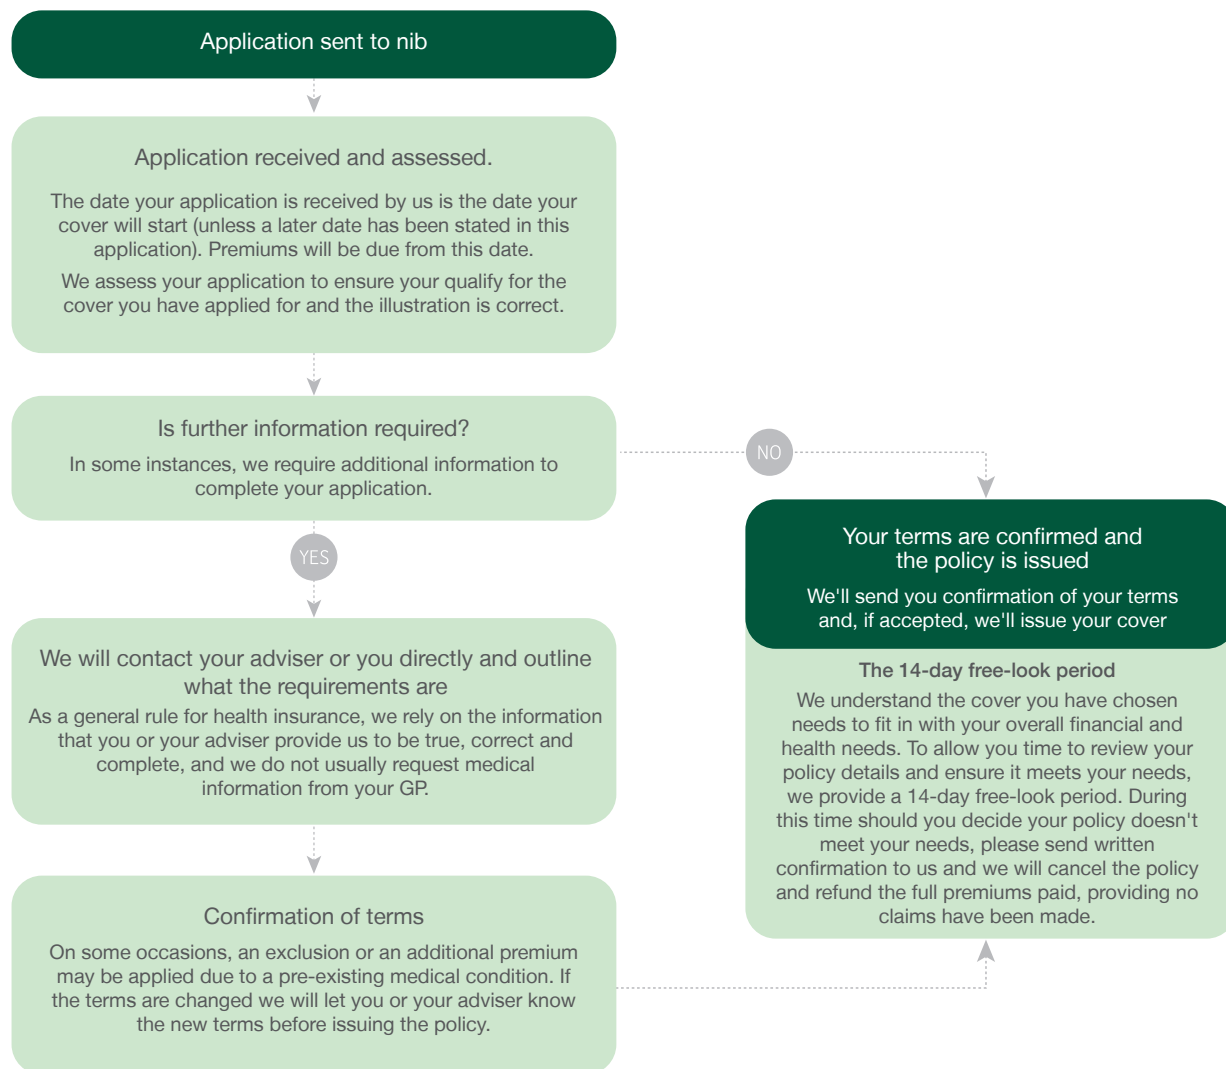 Application sent to nib
Application received and assessed.
The date your application is received by us is the date your
cover will start (unless a later date has been stated in this
application). Premiums will be due from this date.
We assess your application to ensure your qualify for the
cover you have applied for and the illustration is correct.
Is further information required?
In some instances, we require additional information to
complete your application.
NO
YES
We will contact your adviser or you directly and outline
what the requirements are
As a general rule for health insurance, we rely on the information
that you or your adviser provide us to be true, correct and
complete, and we do not usually request medical
information from your GP.
Confirmation of terms
On some occasions, an exclusion or an additional premium
may be applied due to a pre-existing medical condition. If
the terms are changed we will let you or your adviser know
the new terms before issuing the policy.
Your terms are confirmed and
the policy is issued
We'll send you confirmation of your terms
and, if accepted, we'll issue your cover
The 14-day free-look period
We understand the cover you have chosen
needs to fit in with your overall financial and
health needs. To allow you time to review your
policy details and ensure it meets your needs,
we provide a 14-day free-look period. During
this time should you decide your policy doesn't
meet your needs, please send written
confirmation to us and we will cancel the policy
and refund the full premiums paid, providing no
claims have been made.